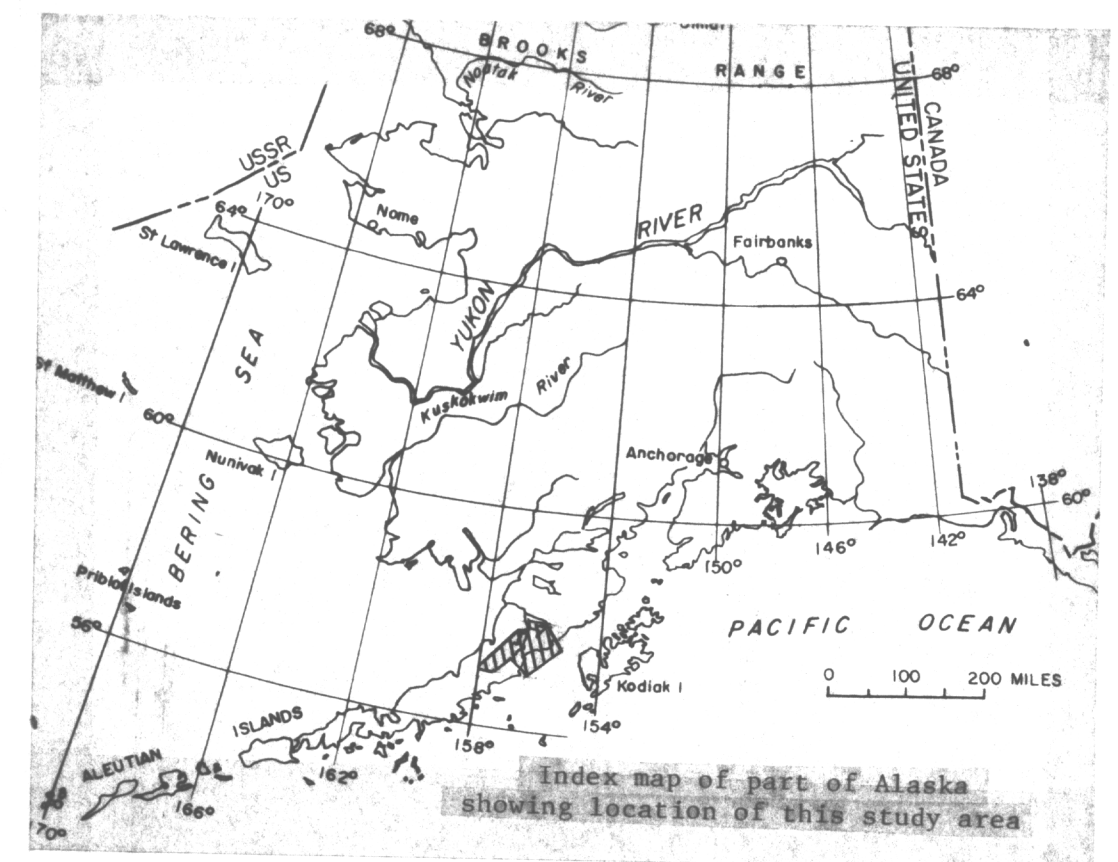 68°
BROOKS
RANGE
68°
Noatak
River
CANADA
UNITED STATES
USSR
US
170°
64°
Nome
St Lawrence I
RIVER
Fairbanks
64°
YUKON
SEA
St Matthew I
60°
Kuskokwim
River
Nunivak I
Anchorage
138°
60°
BERING
150°
146°
142°
Pribilof Islands
56°
PACIFIC OCEAN
0 100 200 MILES
Kodiak I
154°
158°
ISLANDS
162°
ALEUTIAN
166°
170°
Index map of part of Alaska
showing location of this study area